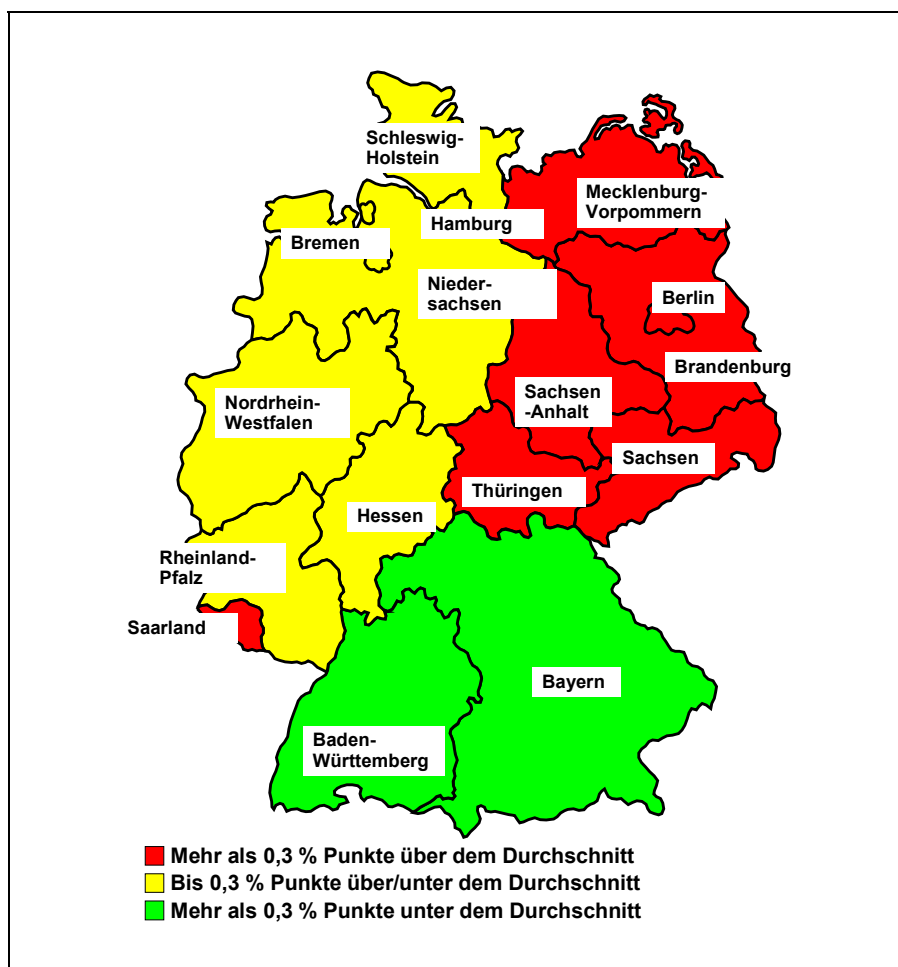 Schleswig-
Holstein
Mecklenburg-
Vorpommern
Hamburg
Bremen
Nieder-
sachsen
Berlin
Brandenburg
Sachsen
-Anhalt
Nordrhein-
Westfalen
Sachsen
Thüringen
Hessen
Rheinland-
Pfalz
Saarland
Bayern
Baden-
Württemberg
Mehr als 0,3 % Punkte über dem Durchschnitt
Bis 0,3 % Punkte über/unter dem Durchschnitt
Mehr als 0,3 % Punkte unter dem Durchschnitt